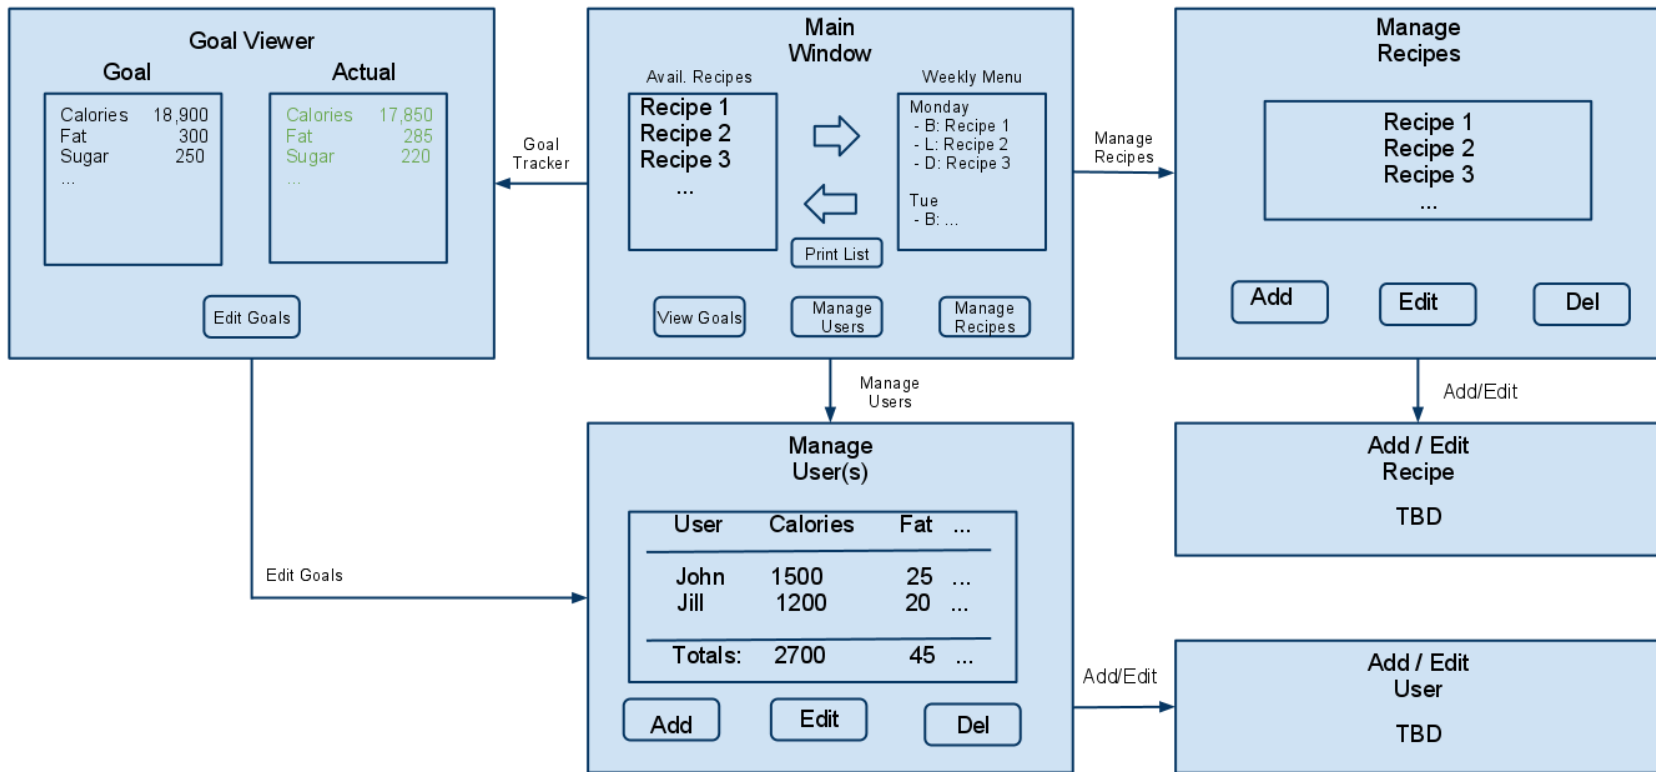 Goal Viewer
Goal
Actual
Calories 18,900
Fat 300
Sugar 250
...
Calories 17,850
Fat 285
Sugar 220
...
Edit Goals
Goal
Tracker
Main
Window
Avail. Recipes
Recipe 1
Recipe 2
Recipe 3
...
Weekly Menu
Monday
- B: Recipe 1
- L: Recipe 2
- D: Recipe 3
Tue
- B: ...
Print List
View Goals
Manage
Users
Manage
Recipes
Manage
Recipes
Manage
Recipes
Recipe 1
Recipe 2
Recipe 3
...
Add
Edit
Del
Manage
Users
Add/Edit
Edit Goals
Manage
User(s)
User Calories Fat ...
John 1500 25 ...
Jill 1200 20 ...
Totals: 2700 45 ...
Add
Edit
Del
Add / Edit
Recipe
TBD
Add/Edit
Add / Edit
User
TBD